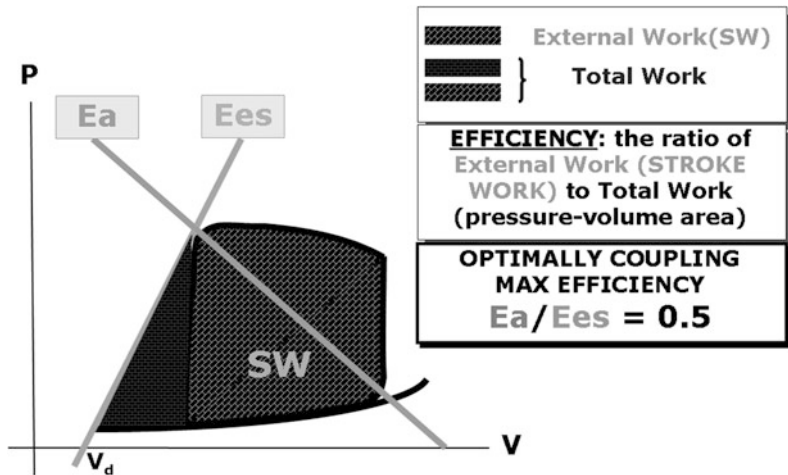 P
Ea
Ees
SW
V
Vd
External Work(SW)
Total Work
EFFICIENCY: the ratio of
External Work (STROKE
WORK) to Total Work
(pressure-volume area)
OPTIMALLY COUPLING
MAX EFFICIENCY
Ea/Ees = 0.5